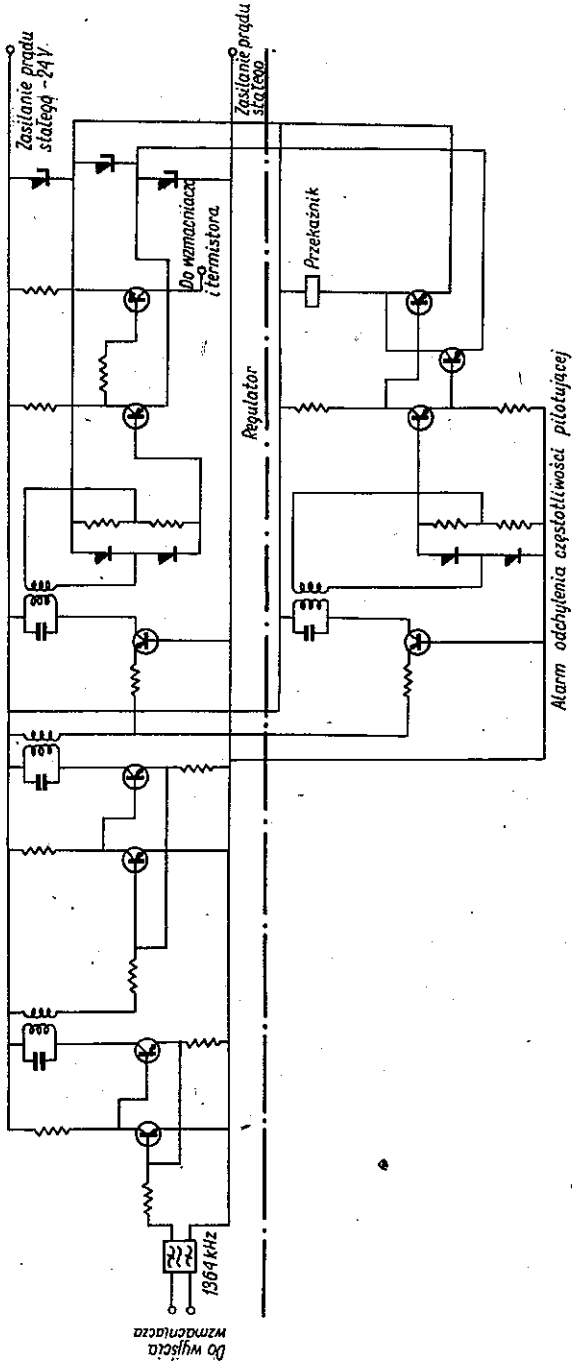 Do wyjścia
wzmacniacza
1364 kHz
Zasilanie prądu
stałego -24V.
Do wzmacniacza
i termistora
Zasilanie prądu
stałego
Regulator
Przekaźnik
Alarm odchylenia częstotliwości pilotującej